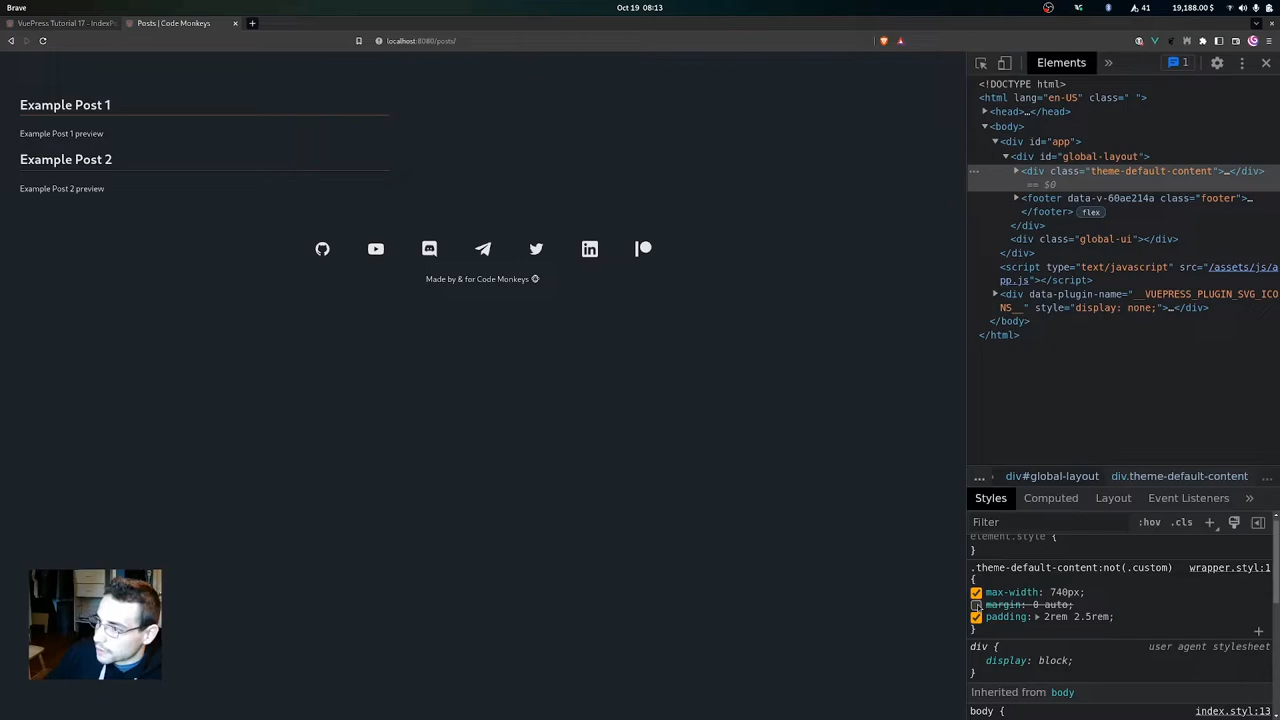 Brave
Oct 19 08:13
41
19,188.00 $
VuePress Tutorial 17 - IndexP
Posts | Code Monkeys
localhost:8080/posts/
Example Post 1
Example Post 1 preview
Example Post 2
Example Post 2 preview
Made by & for Code Monkeys
Elements
1
<!DOCTYPE html>
<html lang="en-US" class=" ">
<head>…</head>
<body>
<div id="app">
<div id="global-layout">
<div class="theme-default-content">…</div>
== $0
<footer data-v-60ae214a class="footer">…
</footer> flex
</div>
<div class="global-ui"></div>
</div>
<script type="text/javascript" src="/assets/js/a
pp.js"></script>
<div data-plugin-name="__VUEPRESS_PLUGIN_SVG_ICO
NS__" style="display: none;">…</div>
</body>
</html>
… div#global-layout div.theme-default-content …
Styles Computed Layout Event Listeners
Filter :hov .cls
element.style {
}
.theme-default-content:not(.custom) wrapper.styl:1
{
max-width: 740px;
margin: 0 auto;
padding: 2rem 2.5rem;
}
div { user agent stylesheet
display: block;
}
Inherited from body
body { index.styl:13